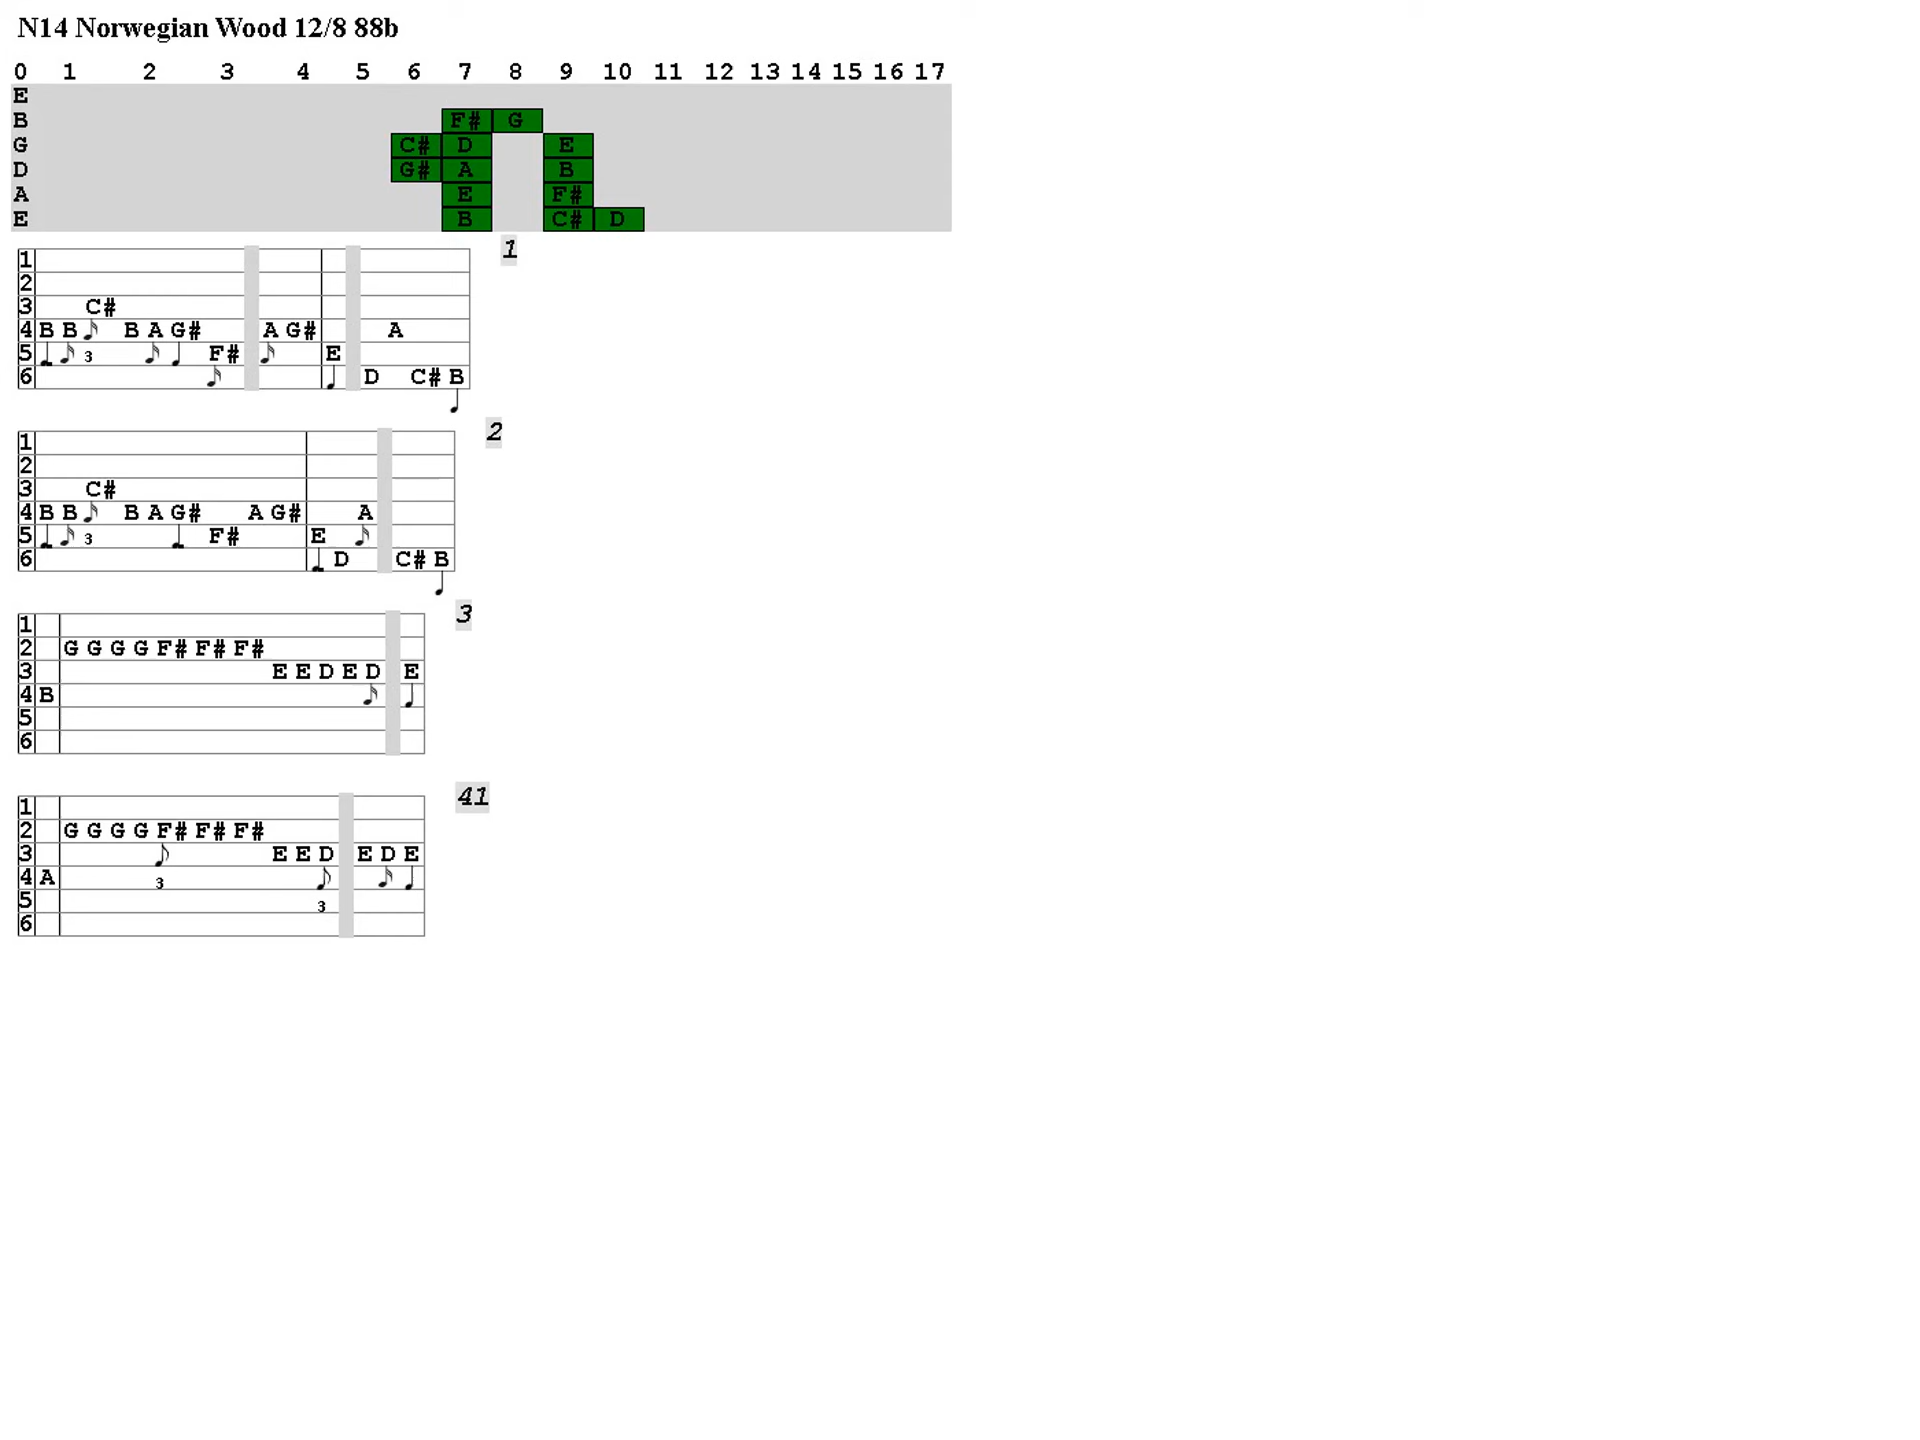 N14 Norwegian Wood 12/8 88b
0 1 2 3 4 5 6 7 8 9 10 11 12 13 14 15 16 17
E
B F# G
G C# D E
D G# A B
A E F#
E B C# D
1
1
2
3 C#
4 B B B A G# A G# A
5 3 F# E
6 D C# B
2
1
2
3 C#
4 B B B A G# A G# A
5 3 F# E
6 D C# B
3
1
2 G G G G F# F# F#
3 E E D E D E
4 B
5
6
41
1
2 G G G G F# F# F#
3 E E D E D E
4 A 3
5 3
6